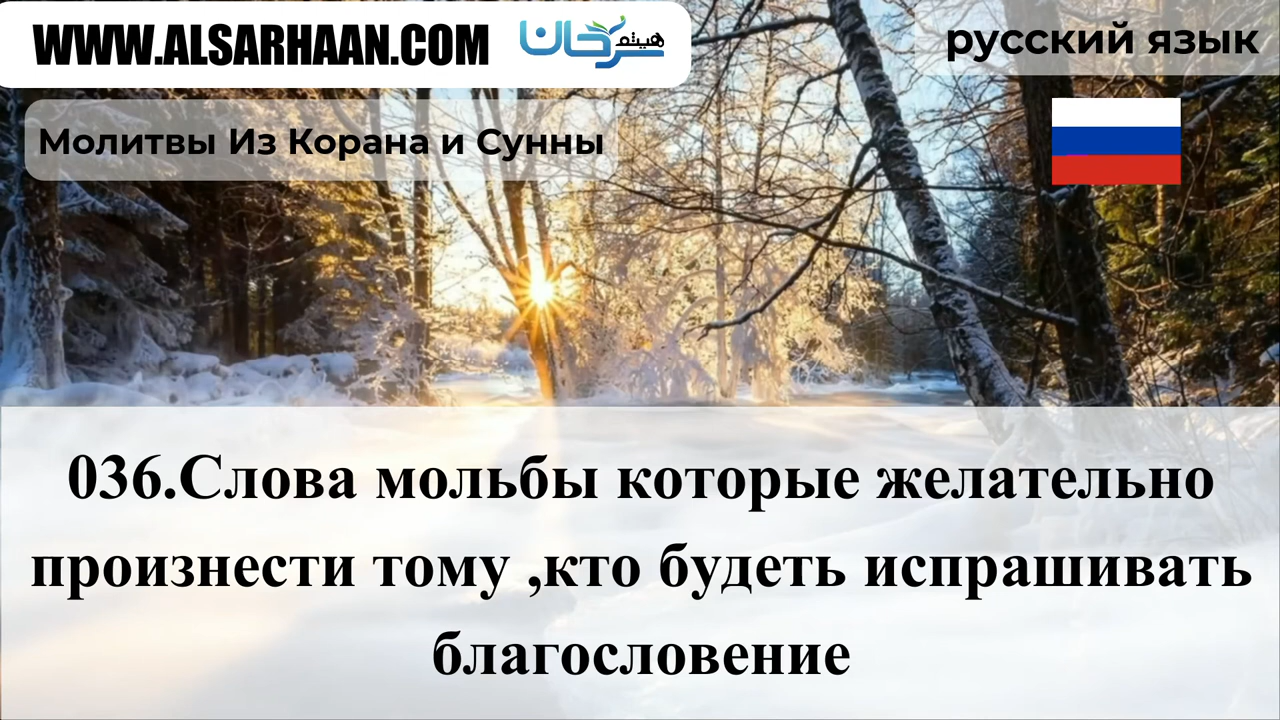 WWW.ALSARHAAN.COM
هيثم سرحان
русский язык
Молитвы Из Корана и Сунны
036.Слова мольбы которые желательно
произнести тому ,кто будеть испрашивать
благословение